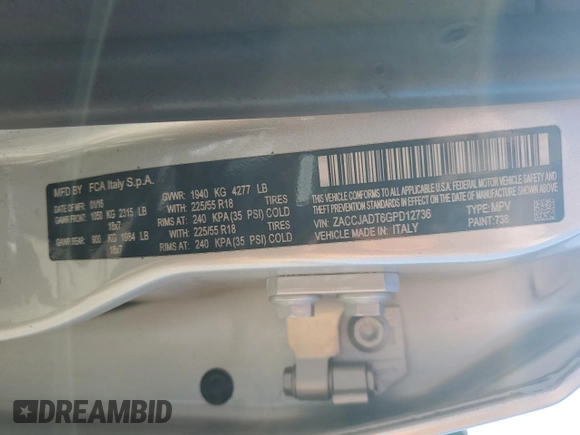 MFD BY FCA Italy S.p.A.
DATE OF MFR 01/16 GVWR: 1940 KG 4277 LB
GAWR FRONT: 1050 KG 2315 LB WITH: 225/55 R18 TIRES
18x7 RIMS AT: 240 KPA(35 PSI) COLD
GAWR REAR: 900 KG 1984 LB WITH: 225/55 R18 TIRES
18x7 RIMS AT: 240 KPA(35 PSI) COLD
THIS VEHICLE CONFORMS TO ALL APPLICABLE U.S.A. FEDERAL MOTOR VEHICLE SAFETY, BUMPER, AND
THEFT PREVENTION STANDARDS IN EFFECT ON THE DATE OF MANUFACTURE SHOWN ABOVE.
VIN: ZACCJADT6GPD12736 TYPE: MPV
VEHICLE MADE IN: ITALY PAINT: 738
DREAMBID